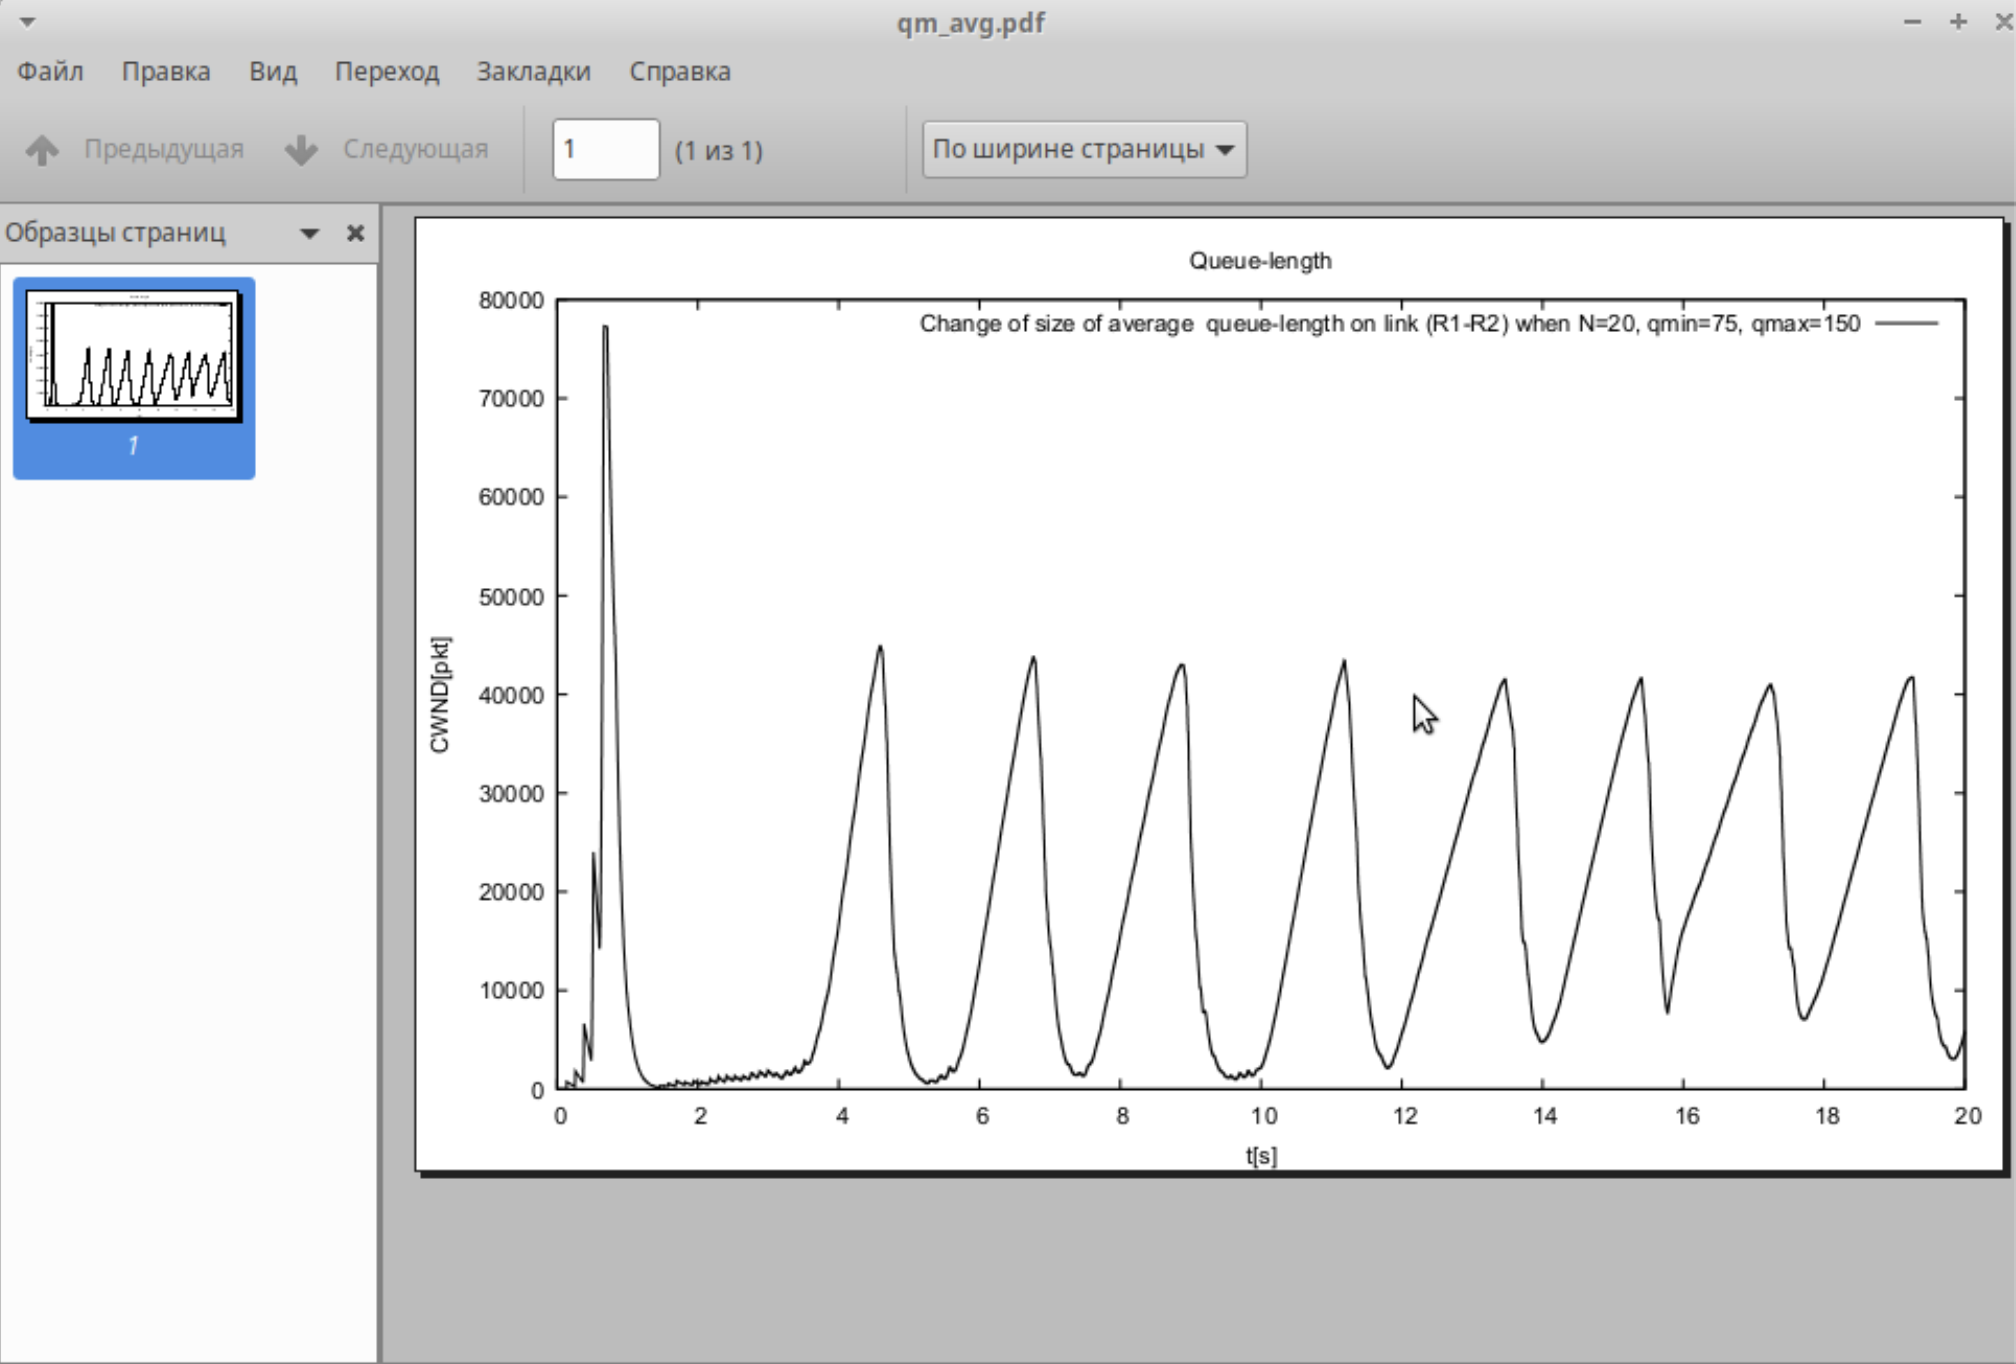 qm_avg.pdf
Файл Правка Вид Переход Закладки Справка
Предыдущая Следующая 1 (1 из 1) По ширине страницы
Образцы страниц
1
Queue-length
Change of size of average queue-length on link (R1-R2) when N=20, qmin=75, qmax=150
80000
70000
60000
50000
40000
30000
20000
10000
0
CWND[pkt]
0 2 4 6 8 10 12 14 16 18 20
t[s]